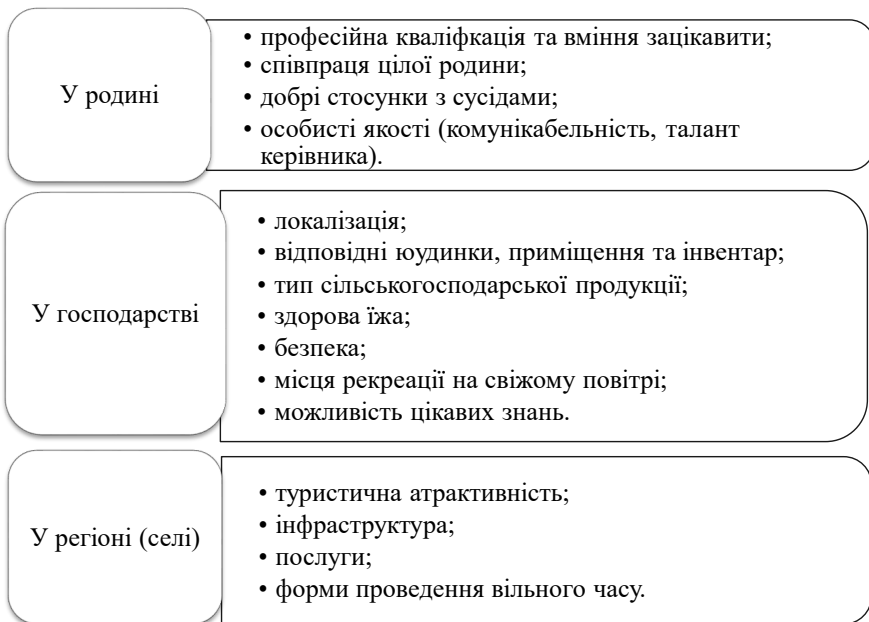 У родині
• професійна кваліфкація та вміння зацікавити;
• співпраця цілої родини;
• добрі стосунки з сусідами;
• особисті якості (комунікабельність, талант
керівника).
У господарстві
• локалізація;
• відповідні юудинки, приміщення та інвентар;
• тип сільськогосподарської продукції;
• здорова їжа;
• безпека;
• місця рекреації на свіжому повітрі;
• можливість цікавих знань.
У регіоні (селі)
• туристична атрактивність;
• інфраструктура;
• послуги;
• форми проведення вільного часу.